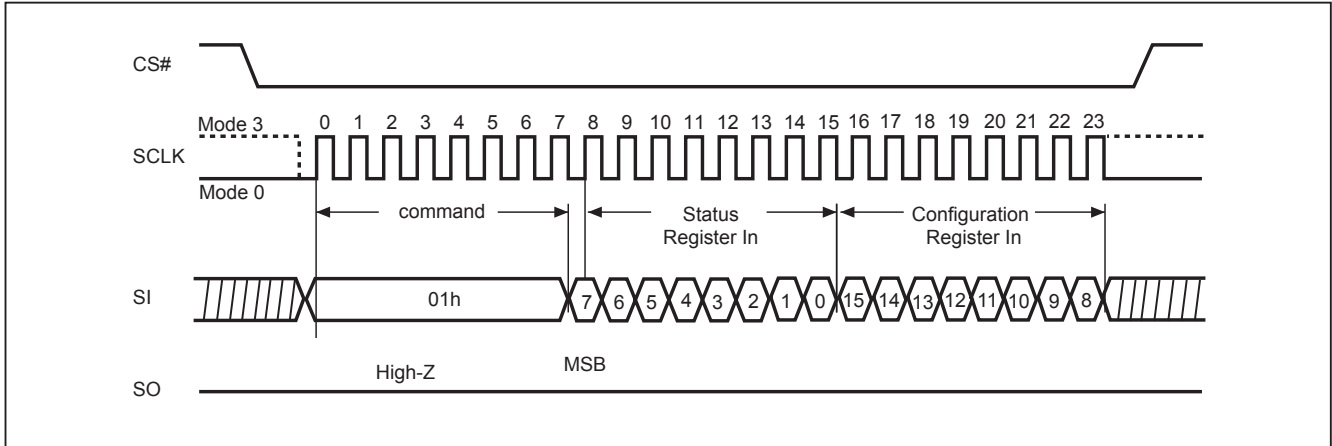 CS#
Mode 3
0 1 2 3 4 5 6 7 8 9 10 11 12 13 14 15 16 17 18 19 20 21 22 23
SCLK
Mode 0
command
Status
Register In
Configuration
Register In
SI
01h
7 6 5 4 3 2 1 0 15 14 13 12 11 10 9 8
High-Z
MSB
SO